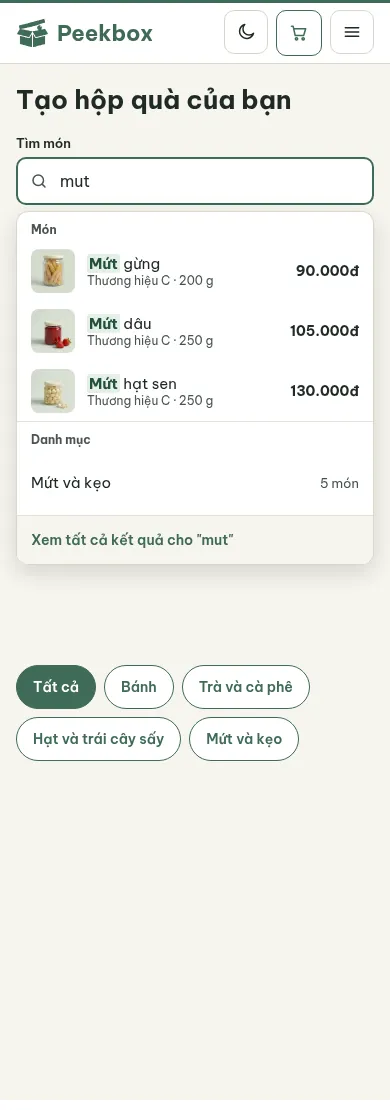 Peekbox
Tạo hộp quà của bạn
Tìm món
mut
Món
Mứt gừng
Thương hiệu C · 200 g
90.000đ
Mứt dâu
Thương hiệu C · 250 g
105.000đ
Mứt hạt sen
Thương hiệu C · 250 g
130.000đ
Danh mục
Mứt và kẹo
5 món
Xem tất cả kết quả cho "mut"
Tất cả
Bánh
Trà và cà phê
Hạt và trái cây sấy
Mứt và kẹo